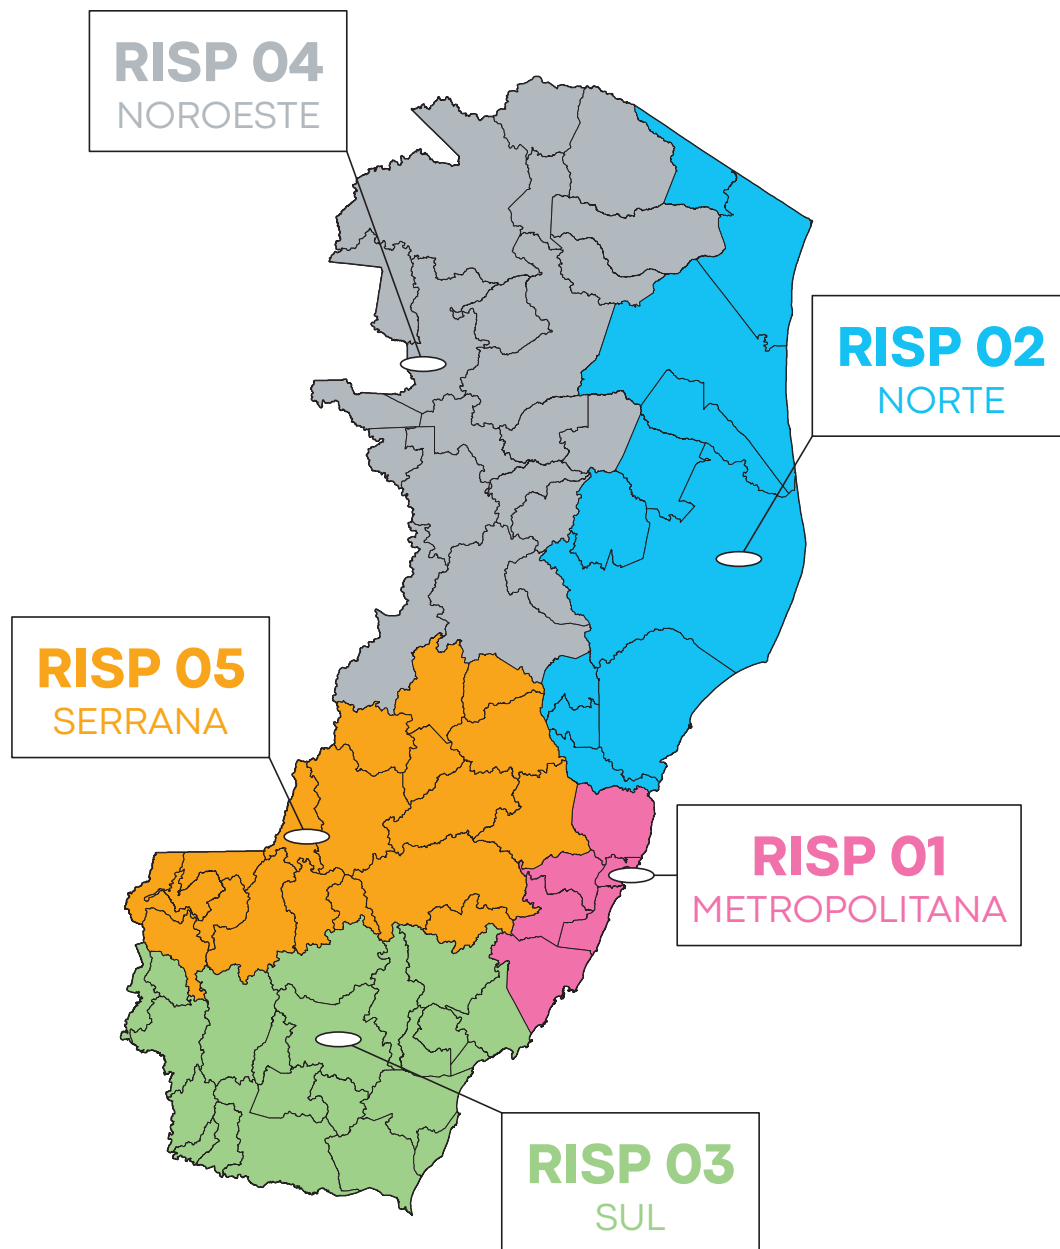 RISP 04
NOROESTE
RISP 02
NORTE
RISP 05
SERRANA
RISP 01
METROPOLITANA
RISP 03
SUL